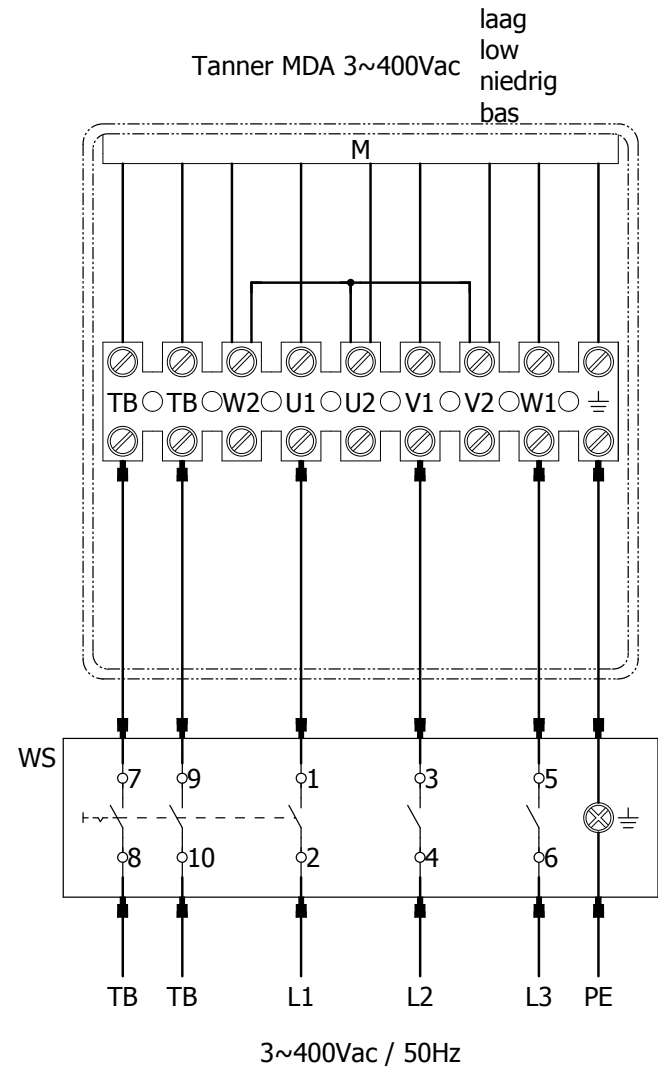 laag
low
Tanner MDA 3~400Vac
niedrig
bas
M
TB TB W2 U1 U2 V1 V2 W1
WS
7 9 1 3 5
8 10 2 4 6
TB TB L1 L2 L3 PE
3~400Vac / 50Hz